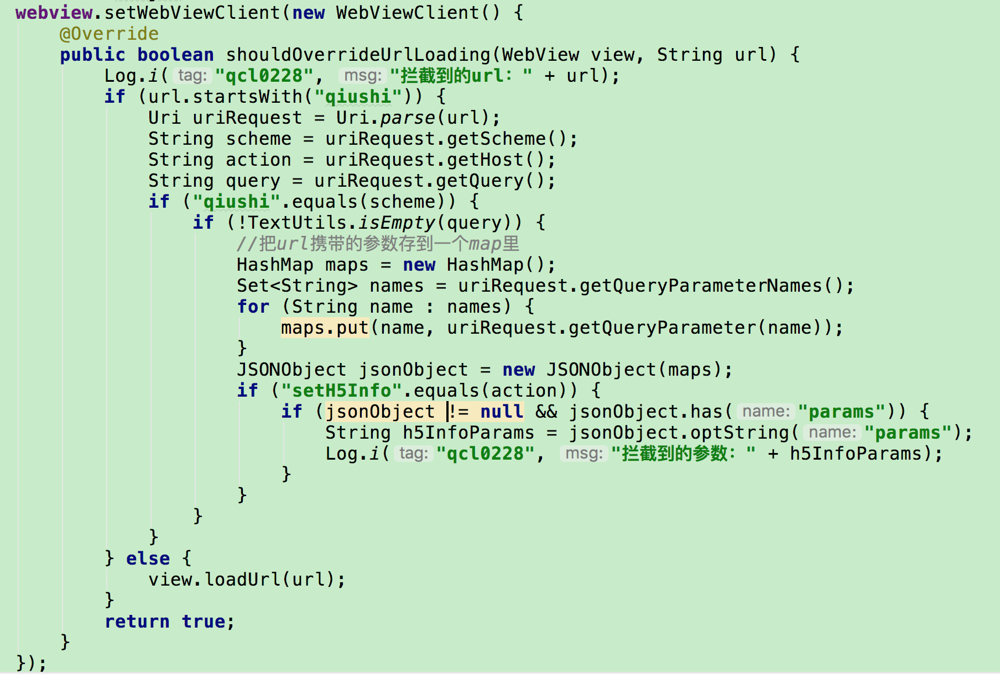 webview.setWebViewClient(new WebViewClient() {
@Override
public boolean shouldOverrideUrlLoading(WebView view, String url) {
Log.i( tag: "qcl0228", msg: "拦截到的url：" + url);
if (url.startsWith("qiushi")) {
Uri uriRequest = Uri.parse(url);
String scheme = uriRequest.getScheme();
String action = uriRequest.getHost();
String query = uriRequest.getQuery();
if ("qiushi".equals(scheme)) {
if (!TextUtils.isEmpty(query)) {
//把url携带的参数存到一个map里
HashMap maps = new HashMap();
Set<String> names = uriRequest.getQueryParameterNames();
for (String name : names) {
maps.put(name, uriRequest.getQueryParameter(name));
}
JSONObject jsonObject = new JSONObject(maps);
if ("setH5Info".equals(action)) {
if (jsonObject != null && jsonObject.has( name: "params")) {
String h5InfoParams = jsonObject.optString( name: "params");
Log.i( tag: "qcl0228", msg: "拦截到的参数：" + h5InfoParams);
}
}
}
}
} else {
view.loadUrl(url);
}
return true;
}
});